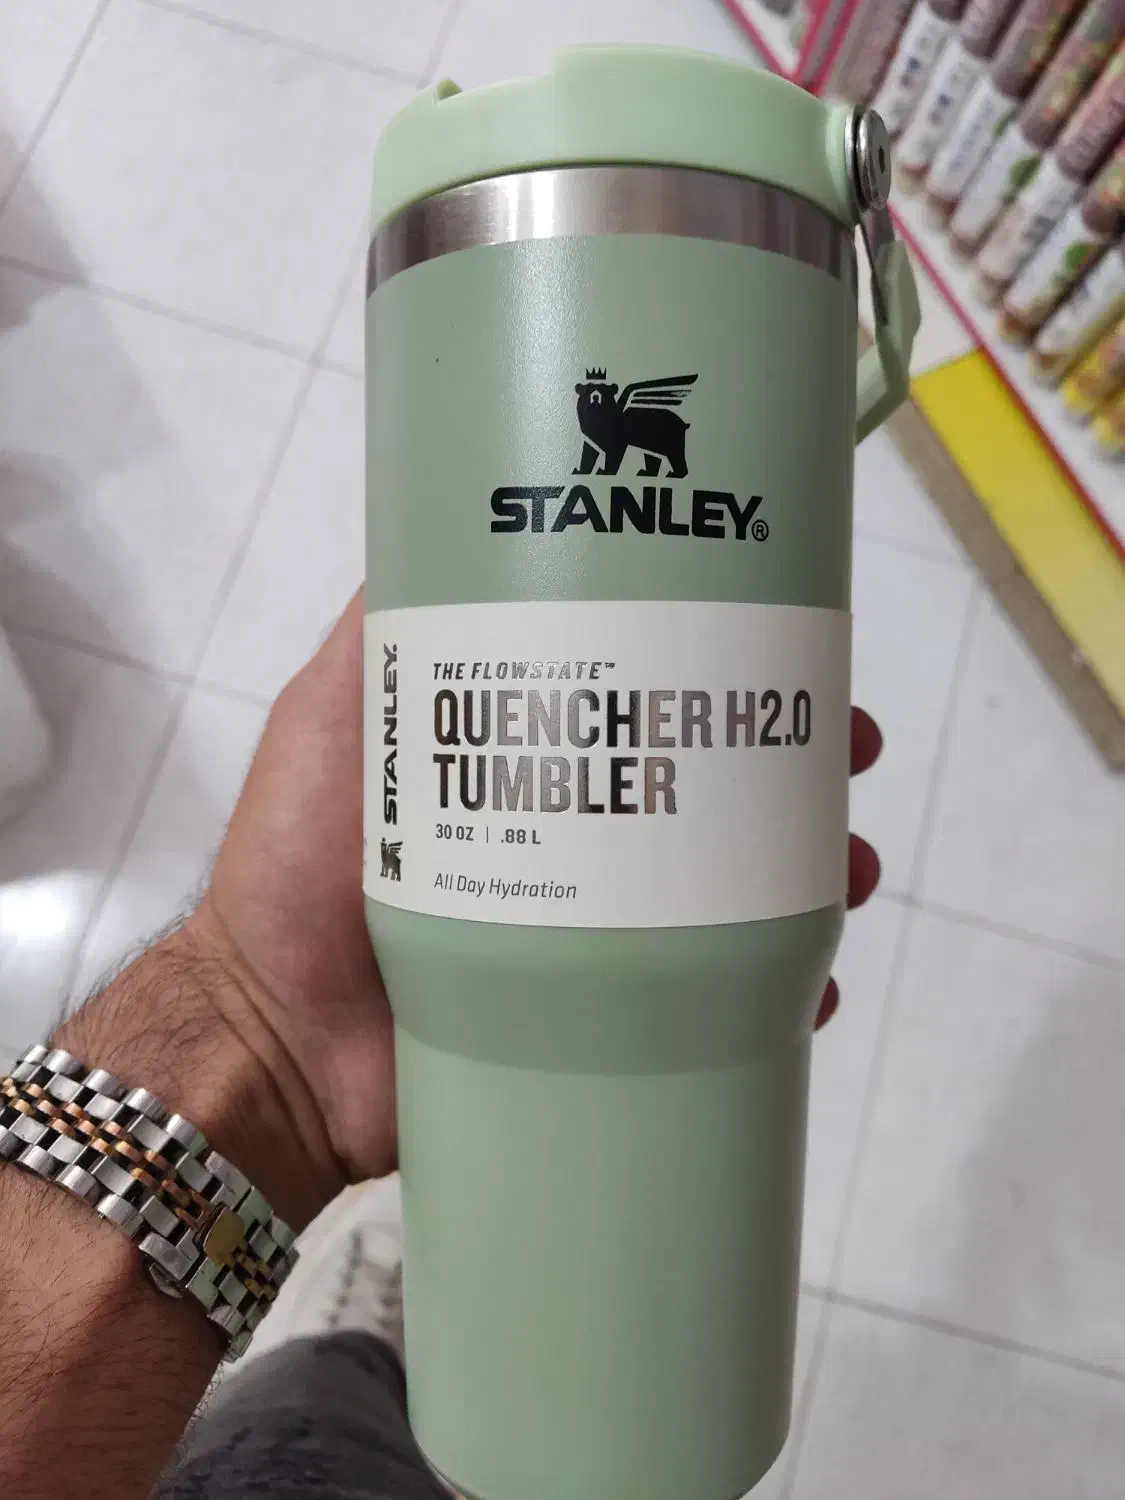 STANLEY®
STANLEY®
THE FLOWSTATE™
QUENCHER H2.0
TUMBLER
30 OZ | .88 L
All Day Hydration